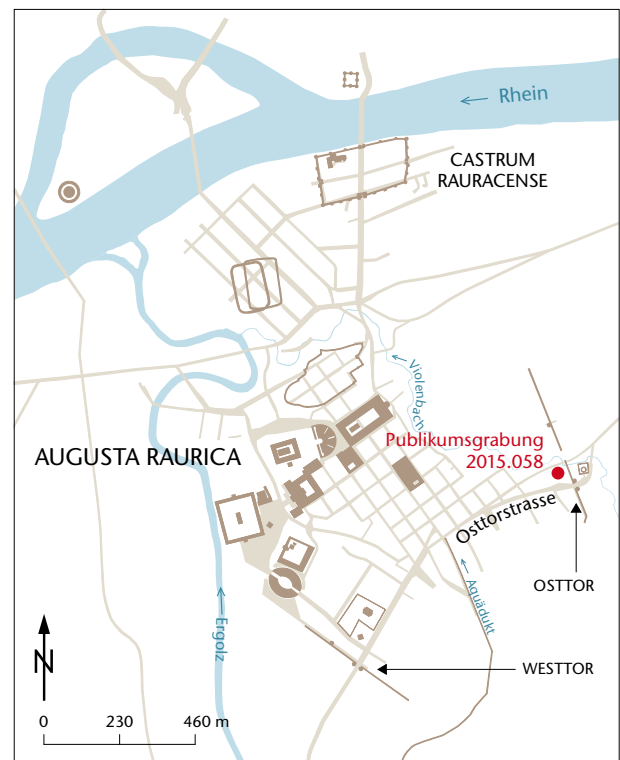 ← Rhein
CASTRUM
RAURACENSE
← Violenbach
Publikumsgrabung
2015.058
AUGUSTA RAURICA
Osttorstrasse
OSTTOR
← Aquädukt
← Ergolz
WESTTOR
N
0 230 460 m